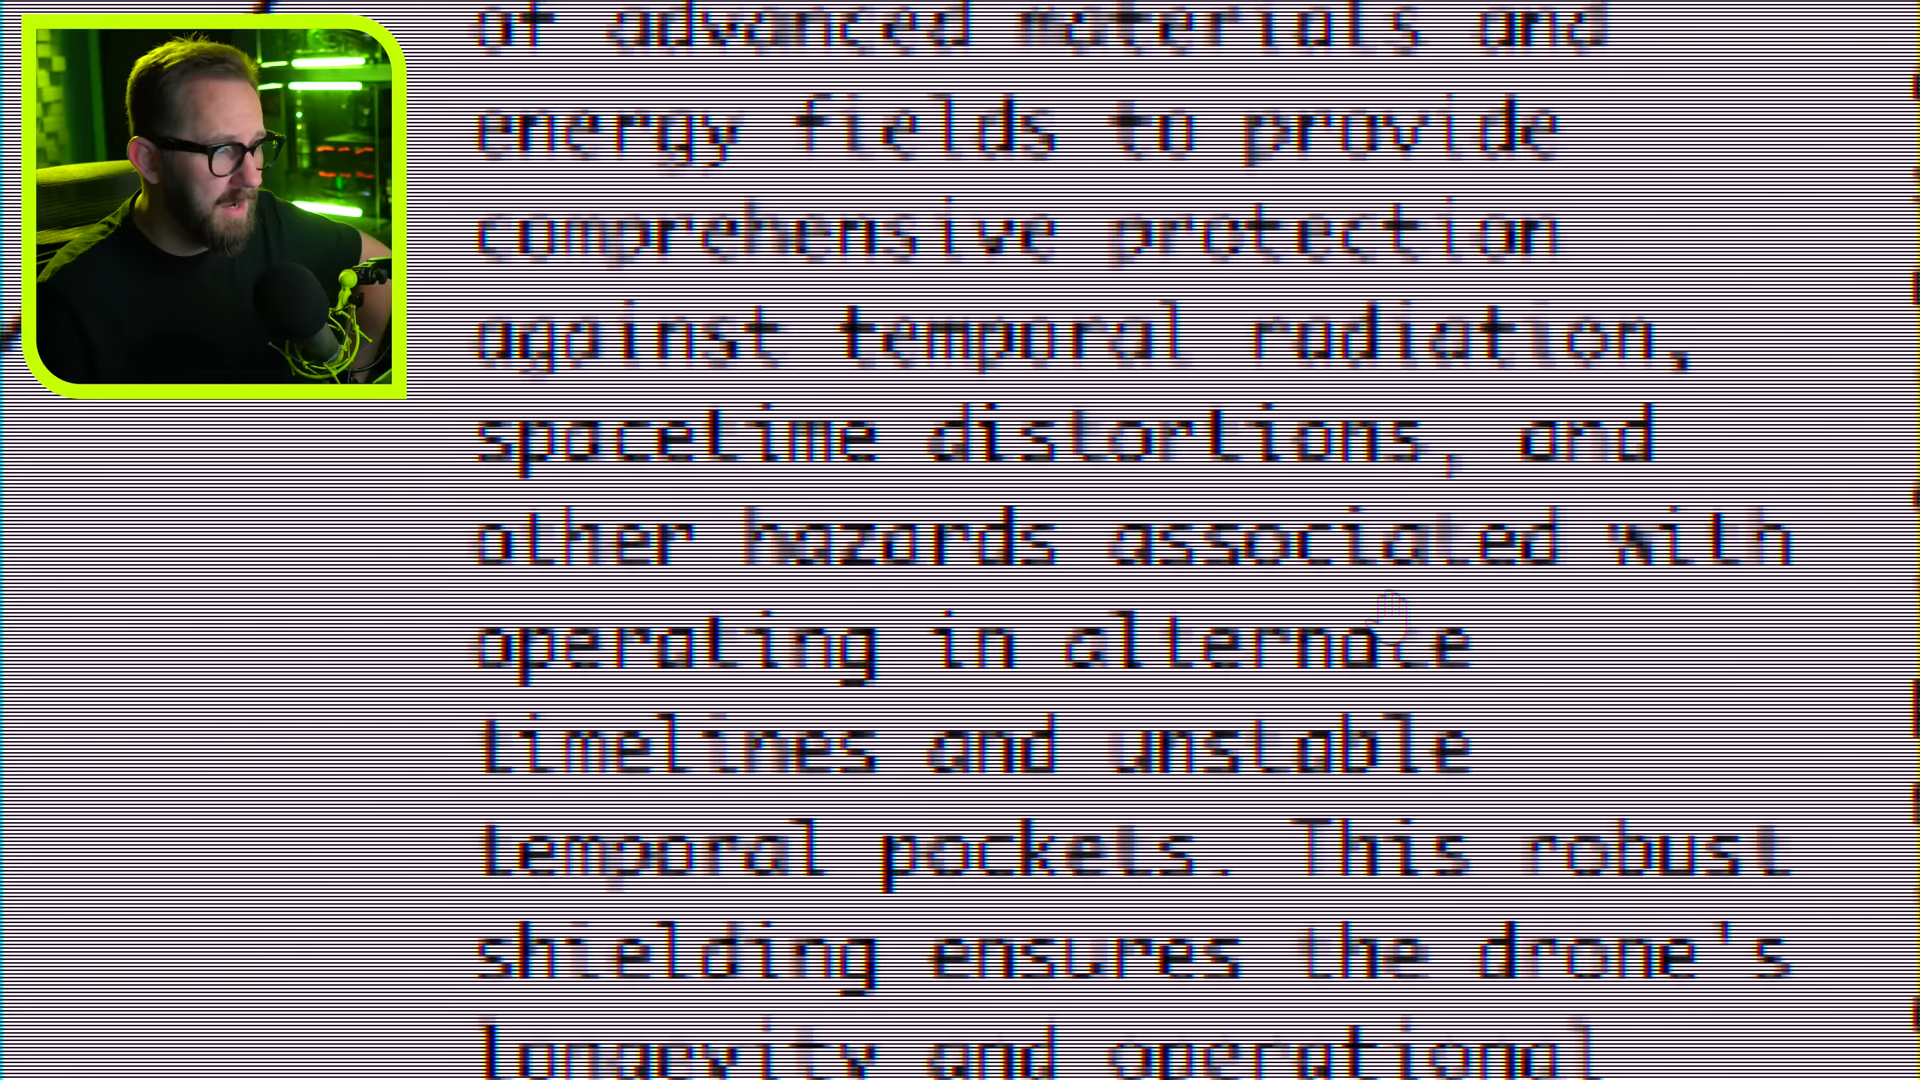 of advanced materials and
energy fields to provide
comprehensive protection
against temporal radiation,
spacetime distortions, and
other hazards associated with
operating in alternate
timelines and unstable
temporal pockets. This robust
shielding ensures the drone's
longevity and operational